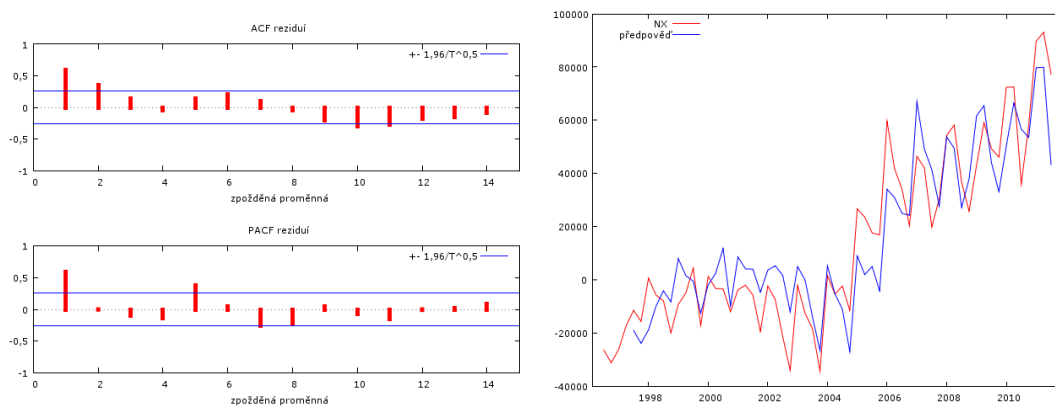 ACF reziduí
+- 1,96/T^0,5
1
0,5
0
-0,5
-1
0 2 4 6 8 10 12 14
zpožděná proměnná
PACF reziduí
+- 1,96/T^0,5
1
0,5
0
-0,5
-1
0 2 4 6 8 10 12 14
zpožděná proměnná
NX
předpověď
100000
80000
60000
40000
20000
0
-20000
-40000
1998 2000 2002 2004 2006 2008 2010